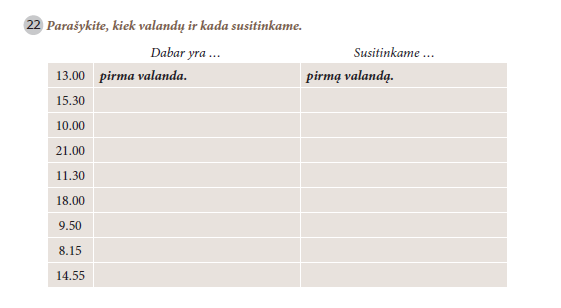 22 Parašykite, kiek valandų ir kada susitinkame.
Dabar yra … Susitinkame …
13.00 pirma valanda. pirmą valandą.
15.30
10.00
21.00
11.30
18.00
9.50
8.15
14.55